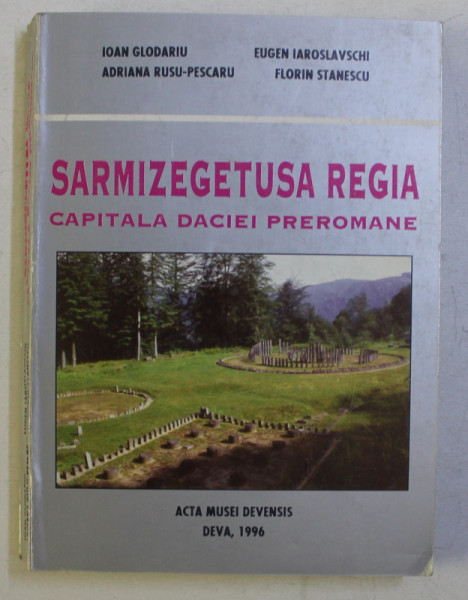 IOAN GLODARIU EUGEN IAROSLAVSCHI
ADRIANA RUSU-PESCARU FLORIN STANESCU
SARMIZEGETUSA REGIA
CAPITALA DACIEI PREROMANE
ACTA MUSEI DEVENSIS
DEVA, 1996